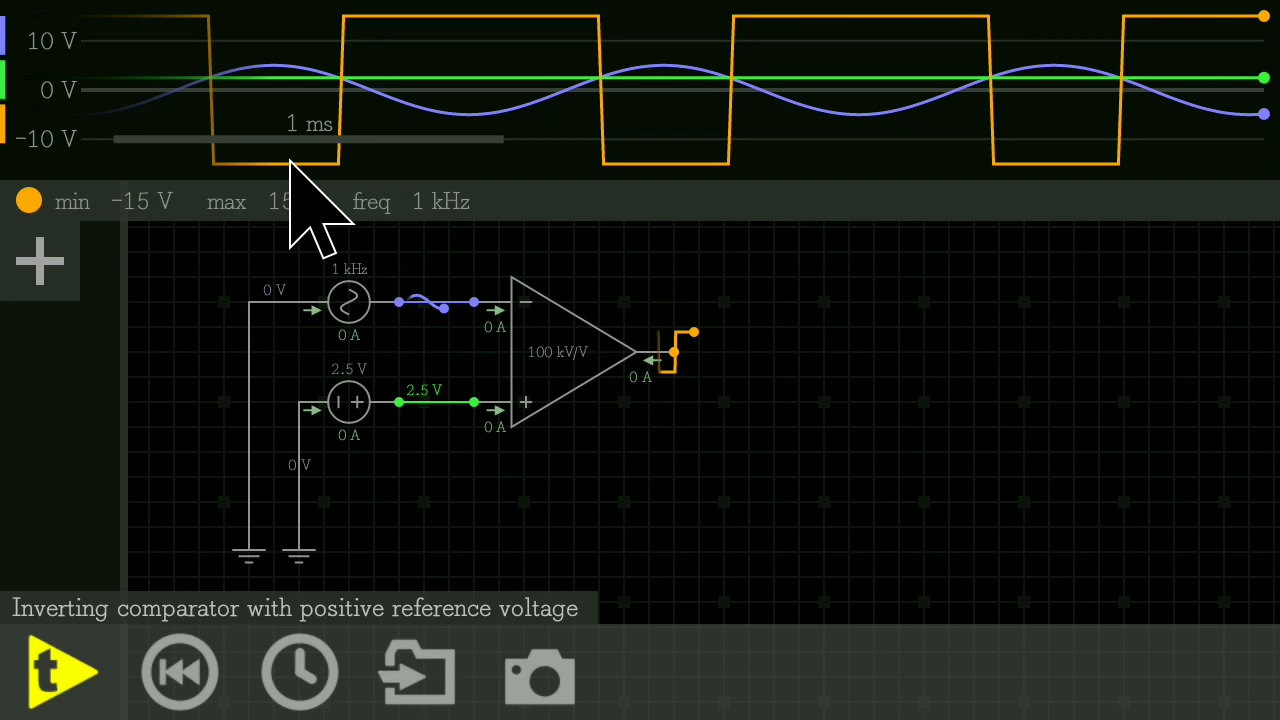 10 V
0 V
-10 V
1 ms
min -15 V max 15 freq 1 kHz
1 kHz
0 V
0 A
0 A
2.5 V
100 kV/V
0 A
2.5 V
0 A
0 A
0 V
Inverting comparator with positive reference voltage
t